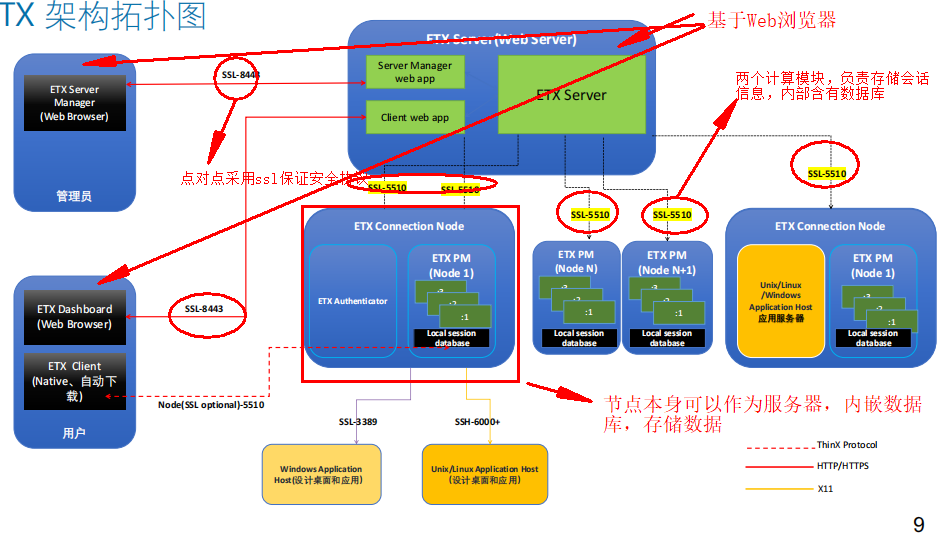 TX 架构拓扑图
ETX Server(Web Server)
基于Web浏览器
Server Manager
web app
Client web app
ETX Server
SSL-8443
ETX Server
Manager
(Web Browser)
管理员
两个计算模块，负责存储会话
信息，内部含有数据库
点对点采用ssl保证安全协议
SSL-5510
SSL-5510
SSL-5510
SSL-5510
SSL-5510
ETX Connection Node
ETX Authenticator
ETX PM
(Node 1)
:3
:2
:1
Local session
database
ETX PM
(Node N)
:3
:2
:1
Local session
database
ETX PM
(Node N+1)
:3
:2
:1
Local session
database
ETX Connection Node
Unix/Linux
/Windows
Application Host
应用服务器
ETX PM
(Node 1)
:3
:2
:1
Local session
database
ETX Dashboard
(Web Browser)
SSL-8443
ETX Client
(Native、自动下
载)
用户
Node(SSL optional)-5510
SSL-3389
SSH-6000+
节点本身可以作为服务器，内嵌数据
库，存储数据
Windows Application
Host(设计桌面和应用)
Unix/Linux Application Host
（设计桌面和应用）
ThinX Protocol
HTTP/HTTPS
X11
9